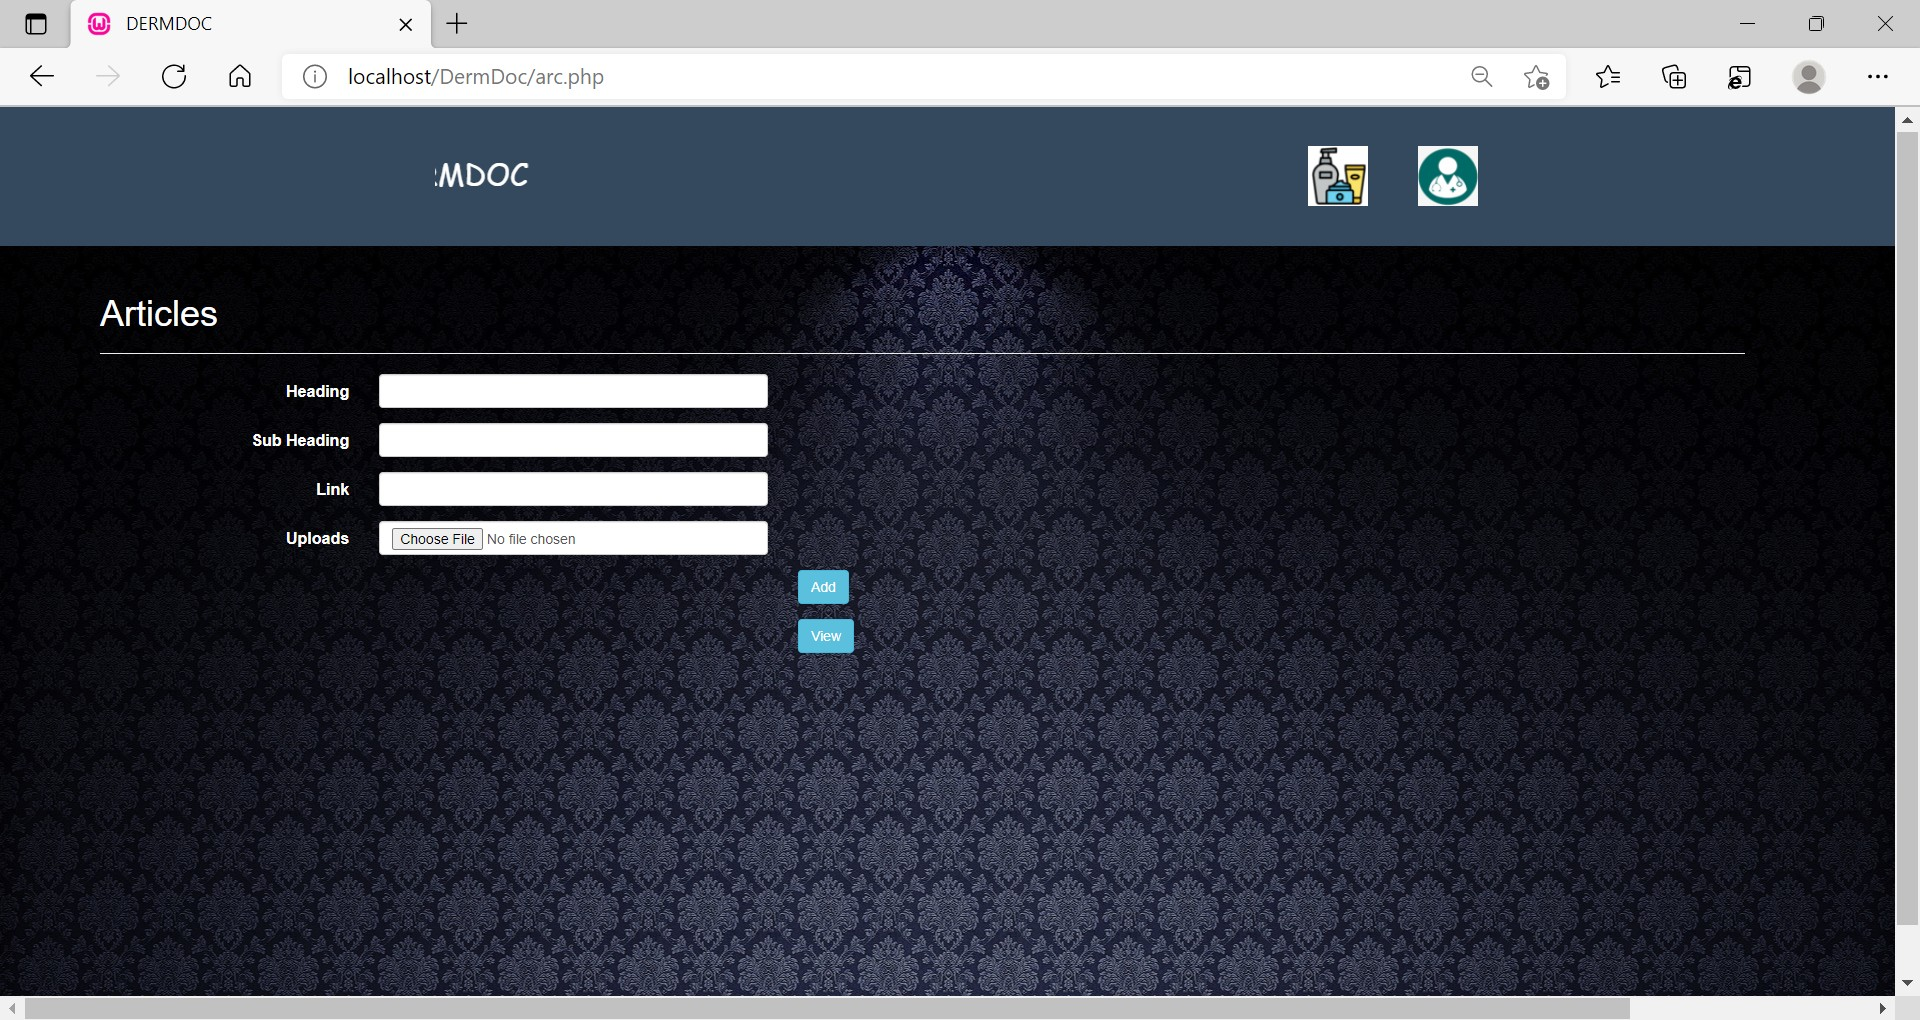 DERMDOC
localhost/DermDoc/arc.php
MDOC
Articles
Heading
Sub Heading
Link
Uploads
Choose File No file chosen
Add
View